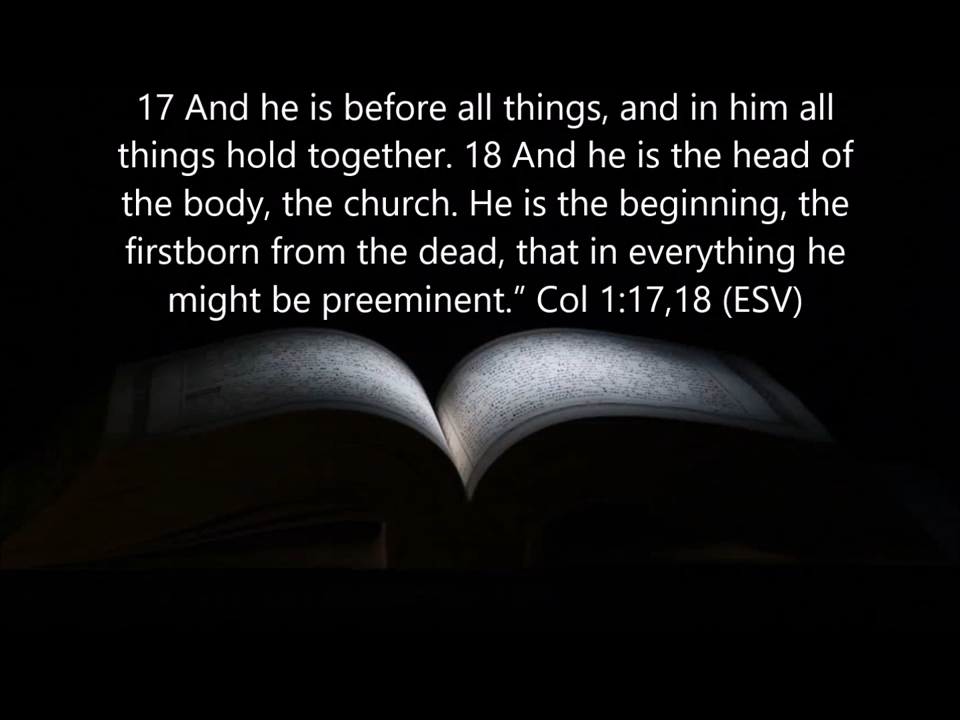 17 And he is before all things, and in him all
things hold together. 18 And he is the head of
the body, the church. He is the beginning, the
firstborn from the dead, that in everything he
might be preeminent.” Col 1:17,18 (ESV)